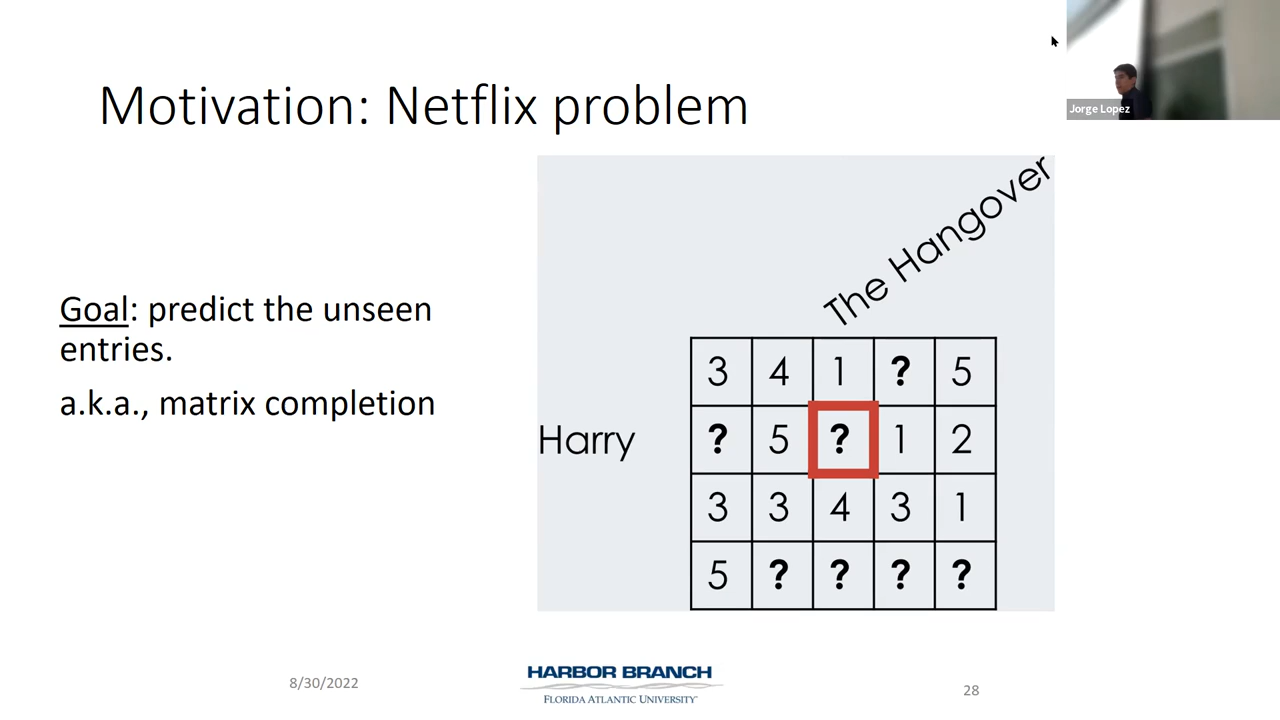 Jorge Lopez
Motivation: Netflix problem
Goal: predict the unseen
entries.
a.k.a., matrix completion
The Hangover
Harry
3 4 1 ? 5
? 5 ? 1 2
3 3 4 3 1
5 ? ? ? ?
8/30/2022
HARBOR BRANCH
FLORIDA ATLANTIC UNIVERSITY
28